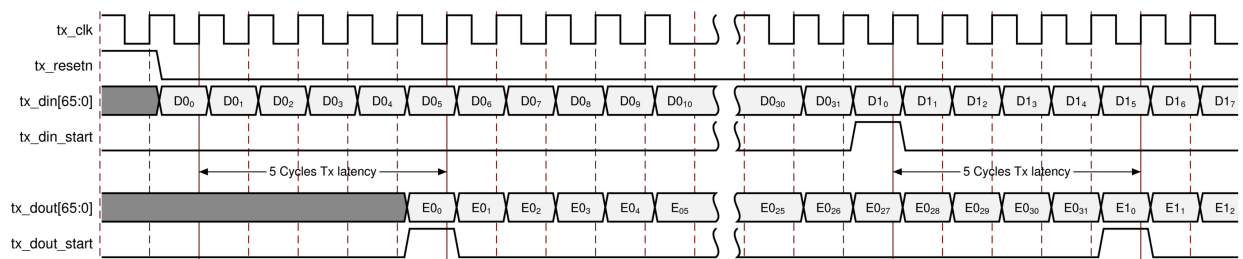 tx_clk
tx_resetn
tx_din[65:0] D0₀ D0₁ D0₂ D0₃ D0₄ D0₅ D0₆ D0₇ D0₈ D0₉ D0₁₀ D0₃₀ D0₃₁ D1₀ D1₁ D1₂ D1₃ D1₄ D1₅ D1₆ D1₇
tx_din_start
5 Cycles Tx latency 5 Cycles Tx latency
tx_dout[65:0] E0₀ E0₁ E0₂ E0₃ E0₄ E₀₅ E0₂₅ E0₂₆ E0₂₇ E0₂₈ E0₂₉ E0₃₀ E0₃₁ E1₀ E1₁ E1₂
tx_dout_start